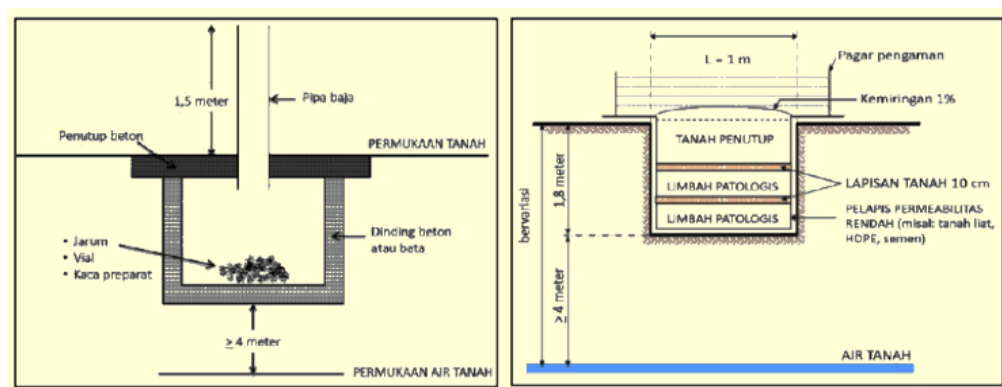 1,5 meter
Pipa baja
Penutup beton
PERMUKAAN TANAH
Dinding beton
atau bata
• Jarum
• Vial
• Kaca preparat
≥ 4 meter
PERMUKAAN AIR TANAH
L = 1 m
Pagar pengaman
Kemiringan 1%
TANAH PENUTUP
LIMBAH PATOLOGIS
LAPISAN TANAH 10 cm
LIMBAH PATOLOGIS
PELAPIS PERMEABILITAS
RENDAH (misal: tanah liat,
HDPE, semen)
bervariasi
1,8 meter
≥ 4 meter
AIR TANAH